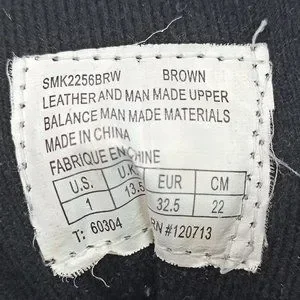 SMK2256BRW BROWN
LEATHER AND MAN MADE UPPER
BALANCE MAN MADE MATERIALS
MADE IN CHINA
FABRIQUE EN CHINE
U.S. U.K. EUR CM
1 13.5 32.5 22
T: 60304 RN #120713